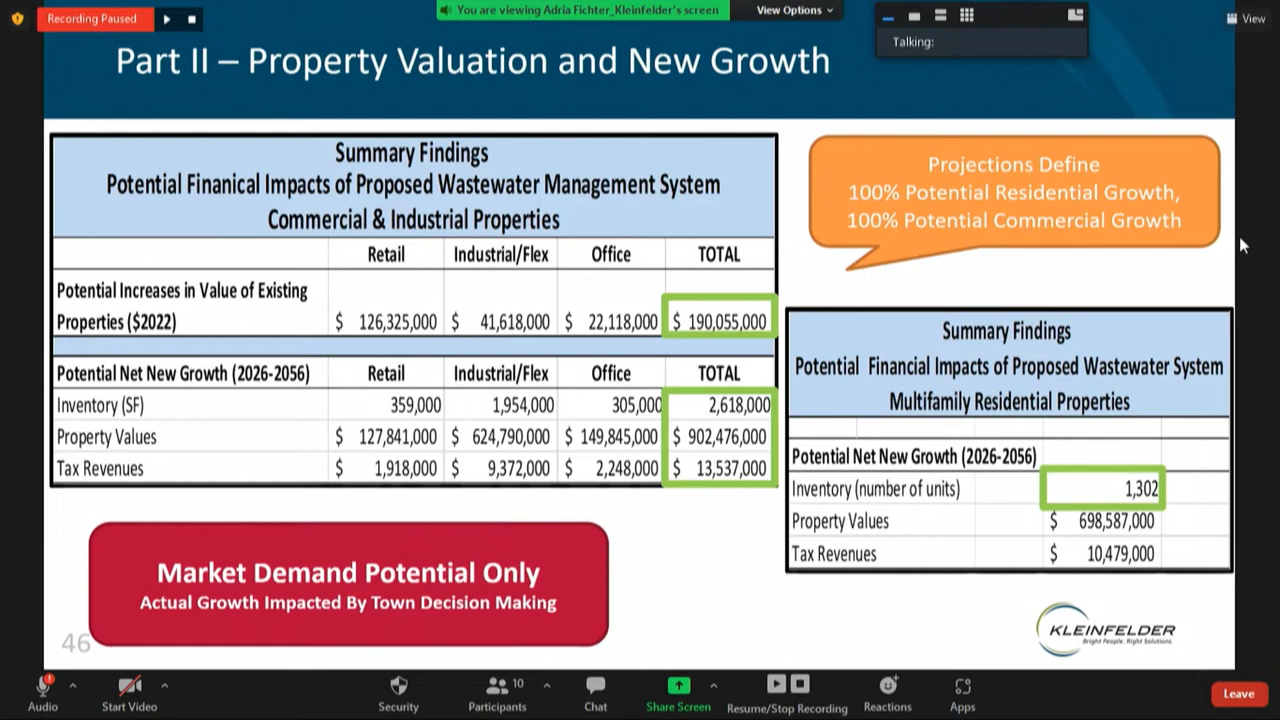 Recording Paused
You are viewing Adria Fichter_Kleinfelder's screen
View Options
View
Talking:
Part II – Property Valuation and New Growth
Summary Findings
Potential Finanical Impacts of Proposed Wastewater Management System
Commercial & Industrial Properties
Retail Industrial/Flex Office TOTAL
Potential Increases in Value of Existing
Properties ($2022) $ 126,325,000 $ 41,618,000 $ 22,118,000 $ 190,055,000
Potential Net New Growth (2026-2056) Retail Industrial/Flex Office TOTAL
Inventory (SF) 359,000 1,954,000 305,000 2,618,000
Property Values $ 127,841,000 $ 624,790,000 $ 149,845,000 $ 902,476,000
Tax Revenues $ 1,918,000 $ 9,372,000 $ 2,248,000 $ 13,537,000
Projections Define
100% Potential Residential Growth,
100% Potential Commercial Growth
Summary Findings
Potential Financial Impacts of Proposed Wastewater System
Multifamily Residential Properties
Potential Net New Growth (2026-2056)
Inventory (number of units) 1,302
Property Values $ 698,587,000
Tax Revenues $ 10,479,000
Market Demand Potential Only
Actual Growth Impacted By Town Decision Making
46
KLEINFELDER
Bright People. Right Solutions.
Audio
Start Video
Security
Participants 10
Chat
Share Screen
Resume/Stop Recording
Reactions
Apps
Leave